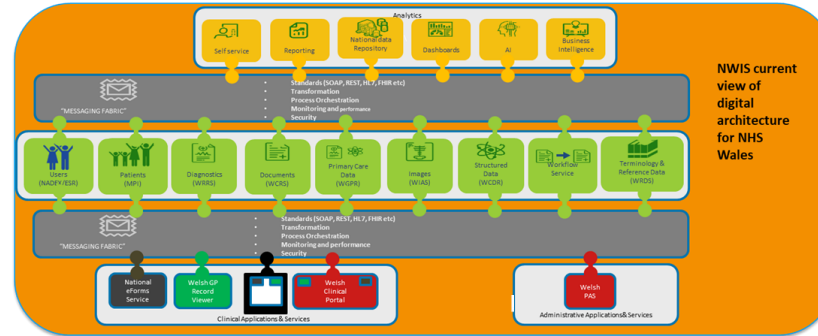 Analytics
Self service
Reporting
National data
Repository
Dashboards
AI
Business
Intelligence
NWIS current
view of
digital
architecture
for NHS
Wales
• Standards (SOAP, REST, HL7, FHIR etc)
• Transformation
• Process Orchestration
• Monitoring and performance
• Security
"MESSAGING FABRIC"
Users
(NADEX/ESR)
Patients
(MPI)
Diagnostics
(WRRS)
Documents
(WCRS)
Primary Care
Data
(WGPR)
Images
(WIAS)
Structured
Data
(WCDR)
Workflow
Service
Terminology &
Reference Data
(WRDS)
• Standards (SOAP, REST, HL7, FHIR etc)
• Transformation
• Process Orchestration
• Monitoring and performance
• Security
"MESSAGING FABRIC"
National
eForms
Service
Welsh GP
Record
Viewer
Welsh
Clinical
Portal
Welsh
PAS
Clinical Applications & Services
Administrative Applications& Services